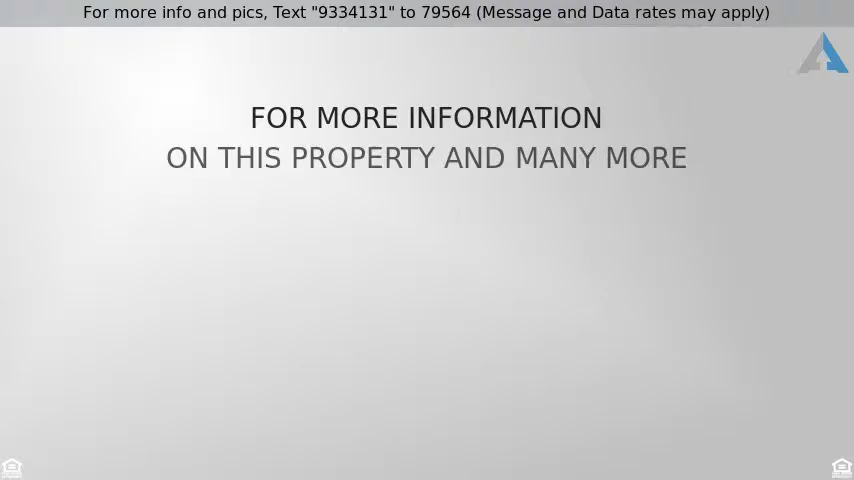 For more info and pics, Text "9334131" to 79564 (Message and Data rates may apply)
FOR MORE INFORMATION
ON THIS PROPERTY AND MANY MORE